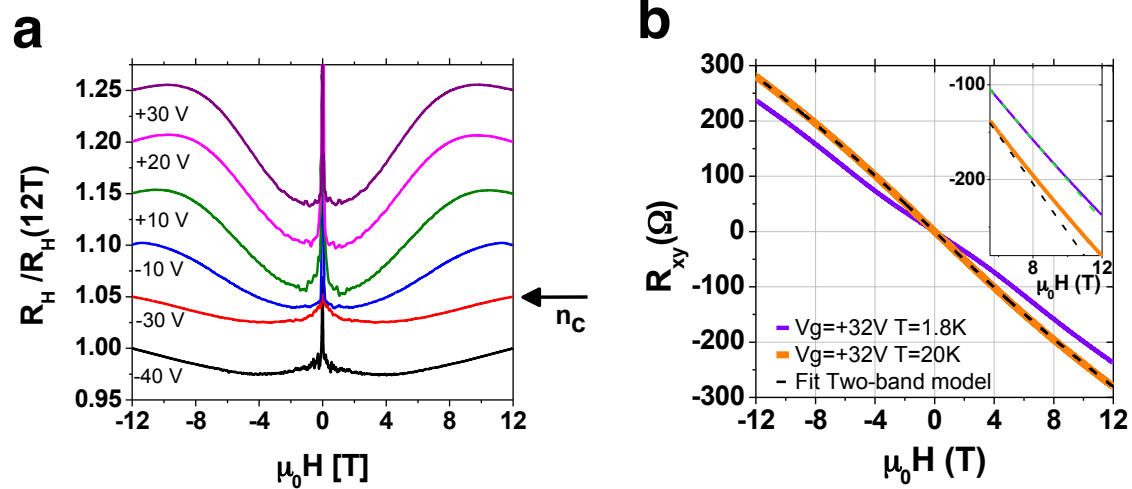 a
R_H /R_H(12T)
1.25
1.20
1.15
1.10
1.05
1.00
0.95
+30 V
+20 V
+10 V
-10 V
-30 V
-40 V
n_c
-12 -8 -4 0 4 8 12
μ₀H [T]
b
R_xy(Ω)
300
200
100
0
-100
-200
-300
-100
-200
8 12
μ₀H (T)
Vg=+32V T=1.8K
Vg=+32V T=20K
Fit Two-band model
-12 -8 -4 0 4 8 12
μ₀H (T)